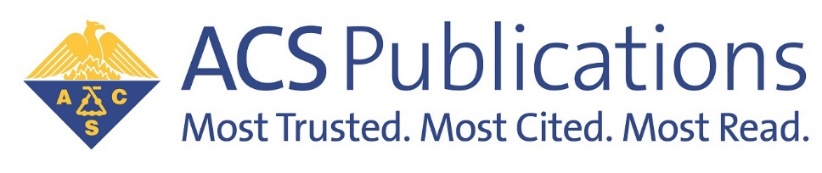 ACS Publications
Most Trusted. Most Cited. Most Read.
A C
S